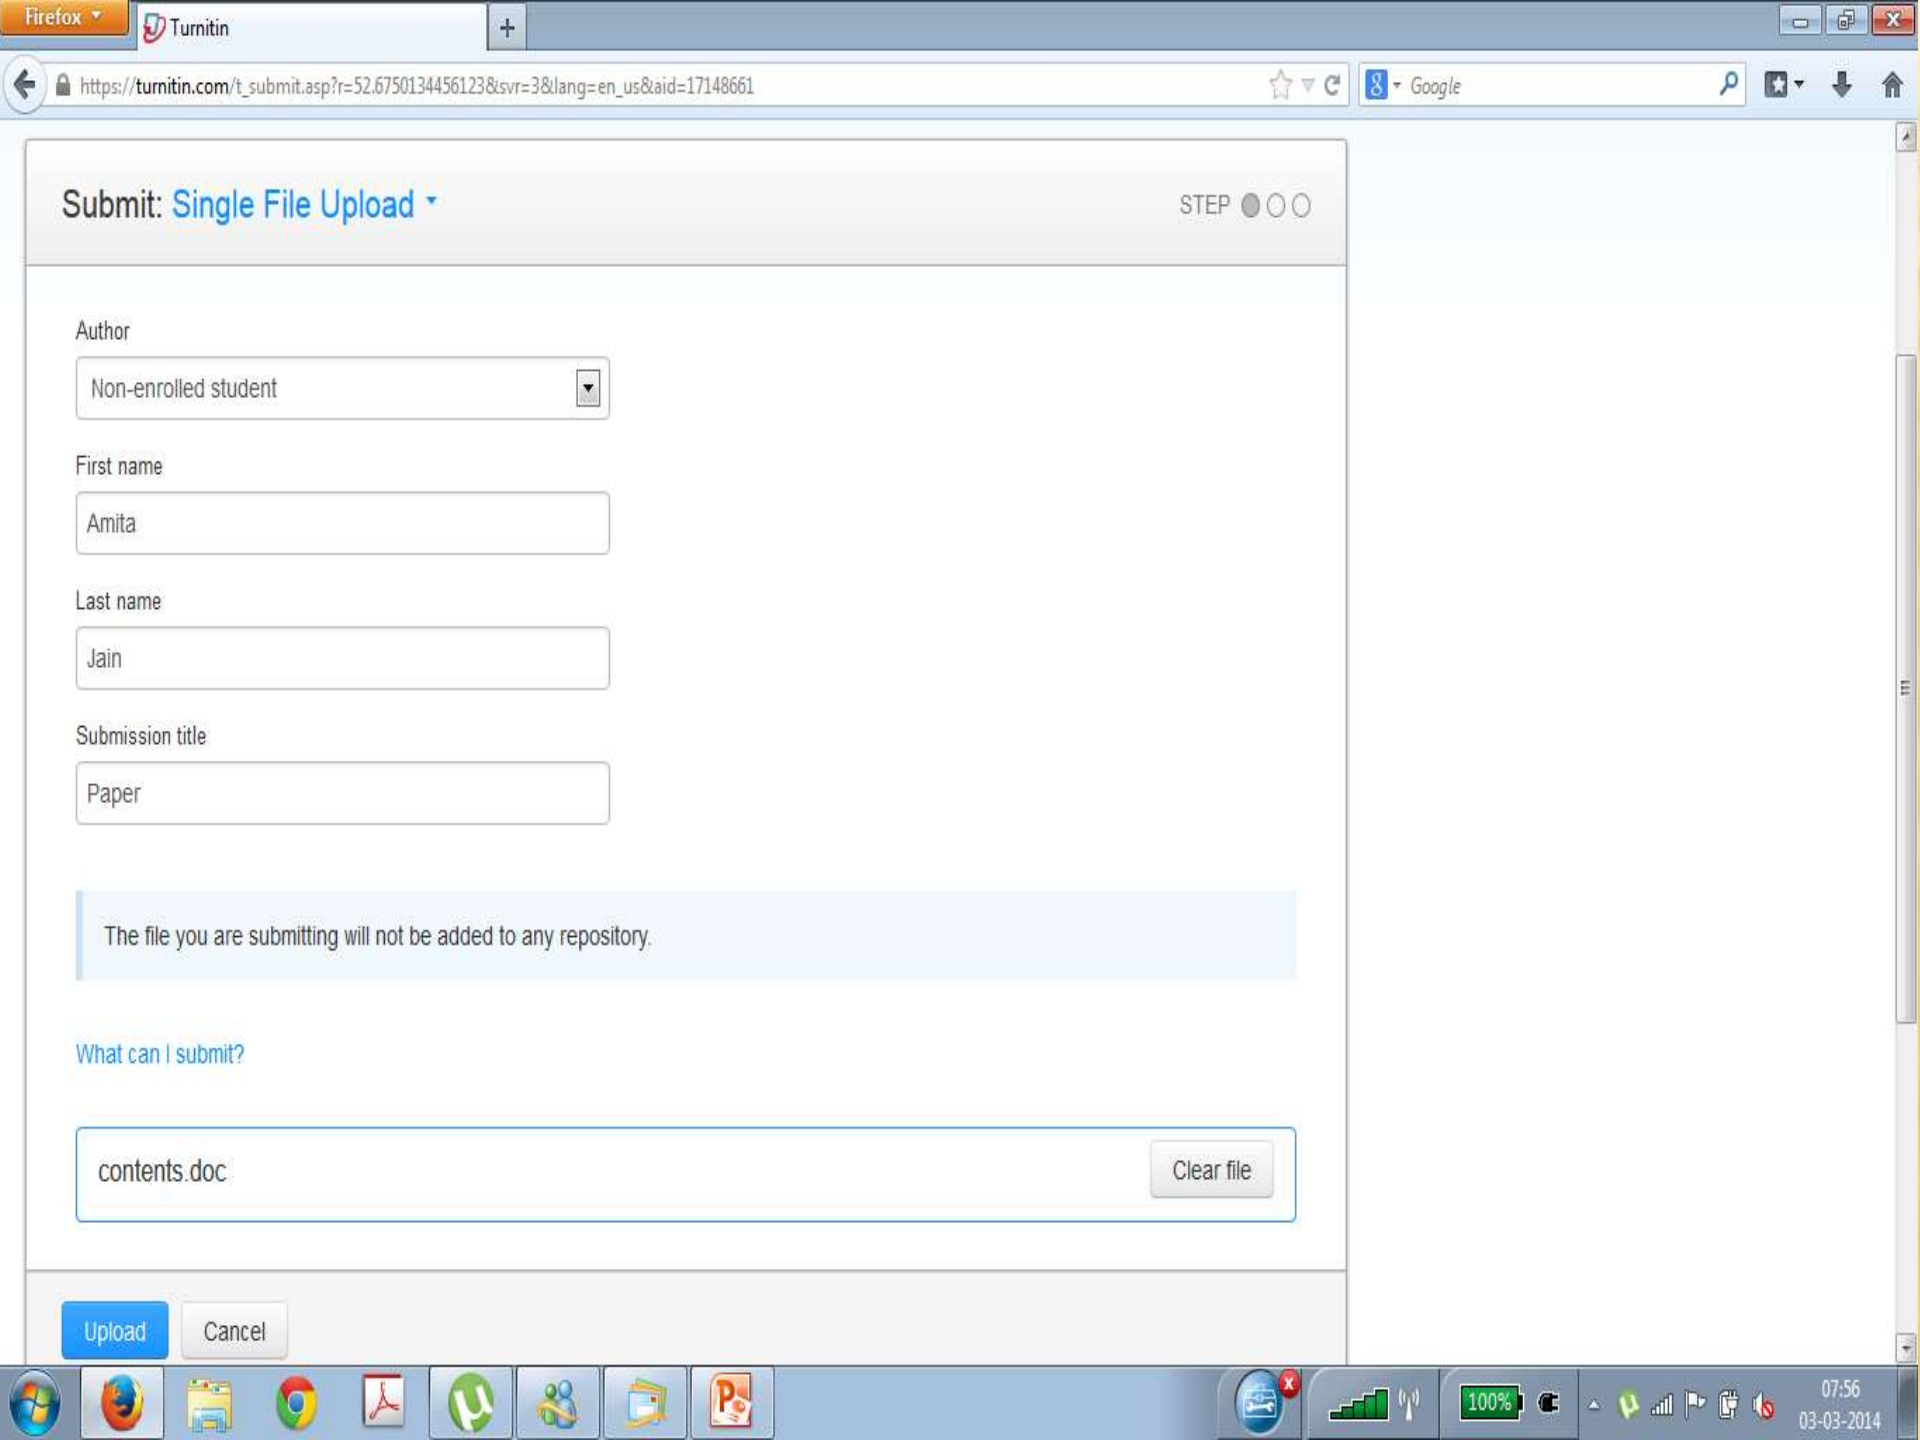 Firefox
Turnitin
https://turnitin.com/t_submit.asp?r=52.6750134456123&svr=3&lang=en_us&aid=17148661
8 Google
Submit: Single File Upload
STEP
Author
Non-enrolled student
First name
Amita
Last name
Jain
Submission title
Paper
The file you are submitting will not be added to any repository.
What can I submit?
contents.doc
Clear file
Upload
Cancel
100%
07:56
03-03-2014